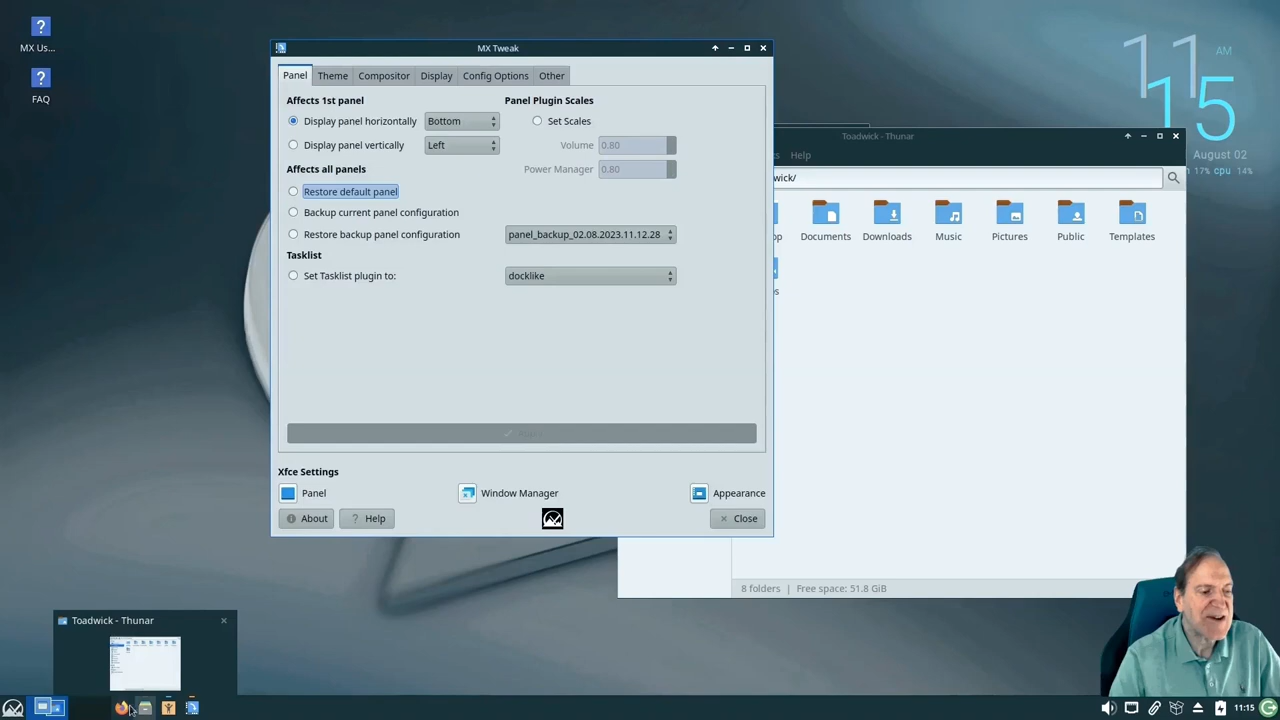 MX Us...
FAQ
MX Tweak
Panel
Theme
Compositor
Display
Config Options
Other
Affects 1st panel
Display panel horizontally
Bottom
Display panel vertically
Left
Affects all panels
Restore default panel
Backup current panel configuration
Restore backup panel configuration
panel_backup_02.08.2023.11.12.28
Tasklist
Set Tasklist plugin to:
docklike
Panel Plugin Scales
Set Scales
Volume
0.80
Power Manager
0.80
Xfce Settings
Panel
Window Manager
Appearance
About
? Help
Close
Toadwick - Thunar
Help
wick/
Documents
Downloads
Music
Pictures
Public
Templates
8 folders | Free space: 51.8 GiB
11 AM
15
August 02
17% cpu 14%
Toadwick - Thunar
11:15